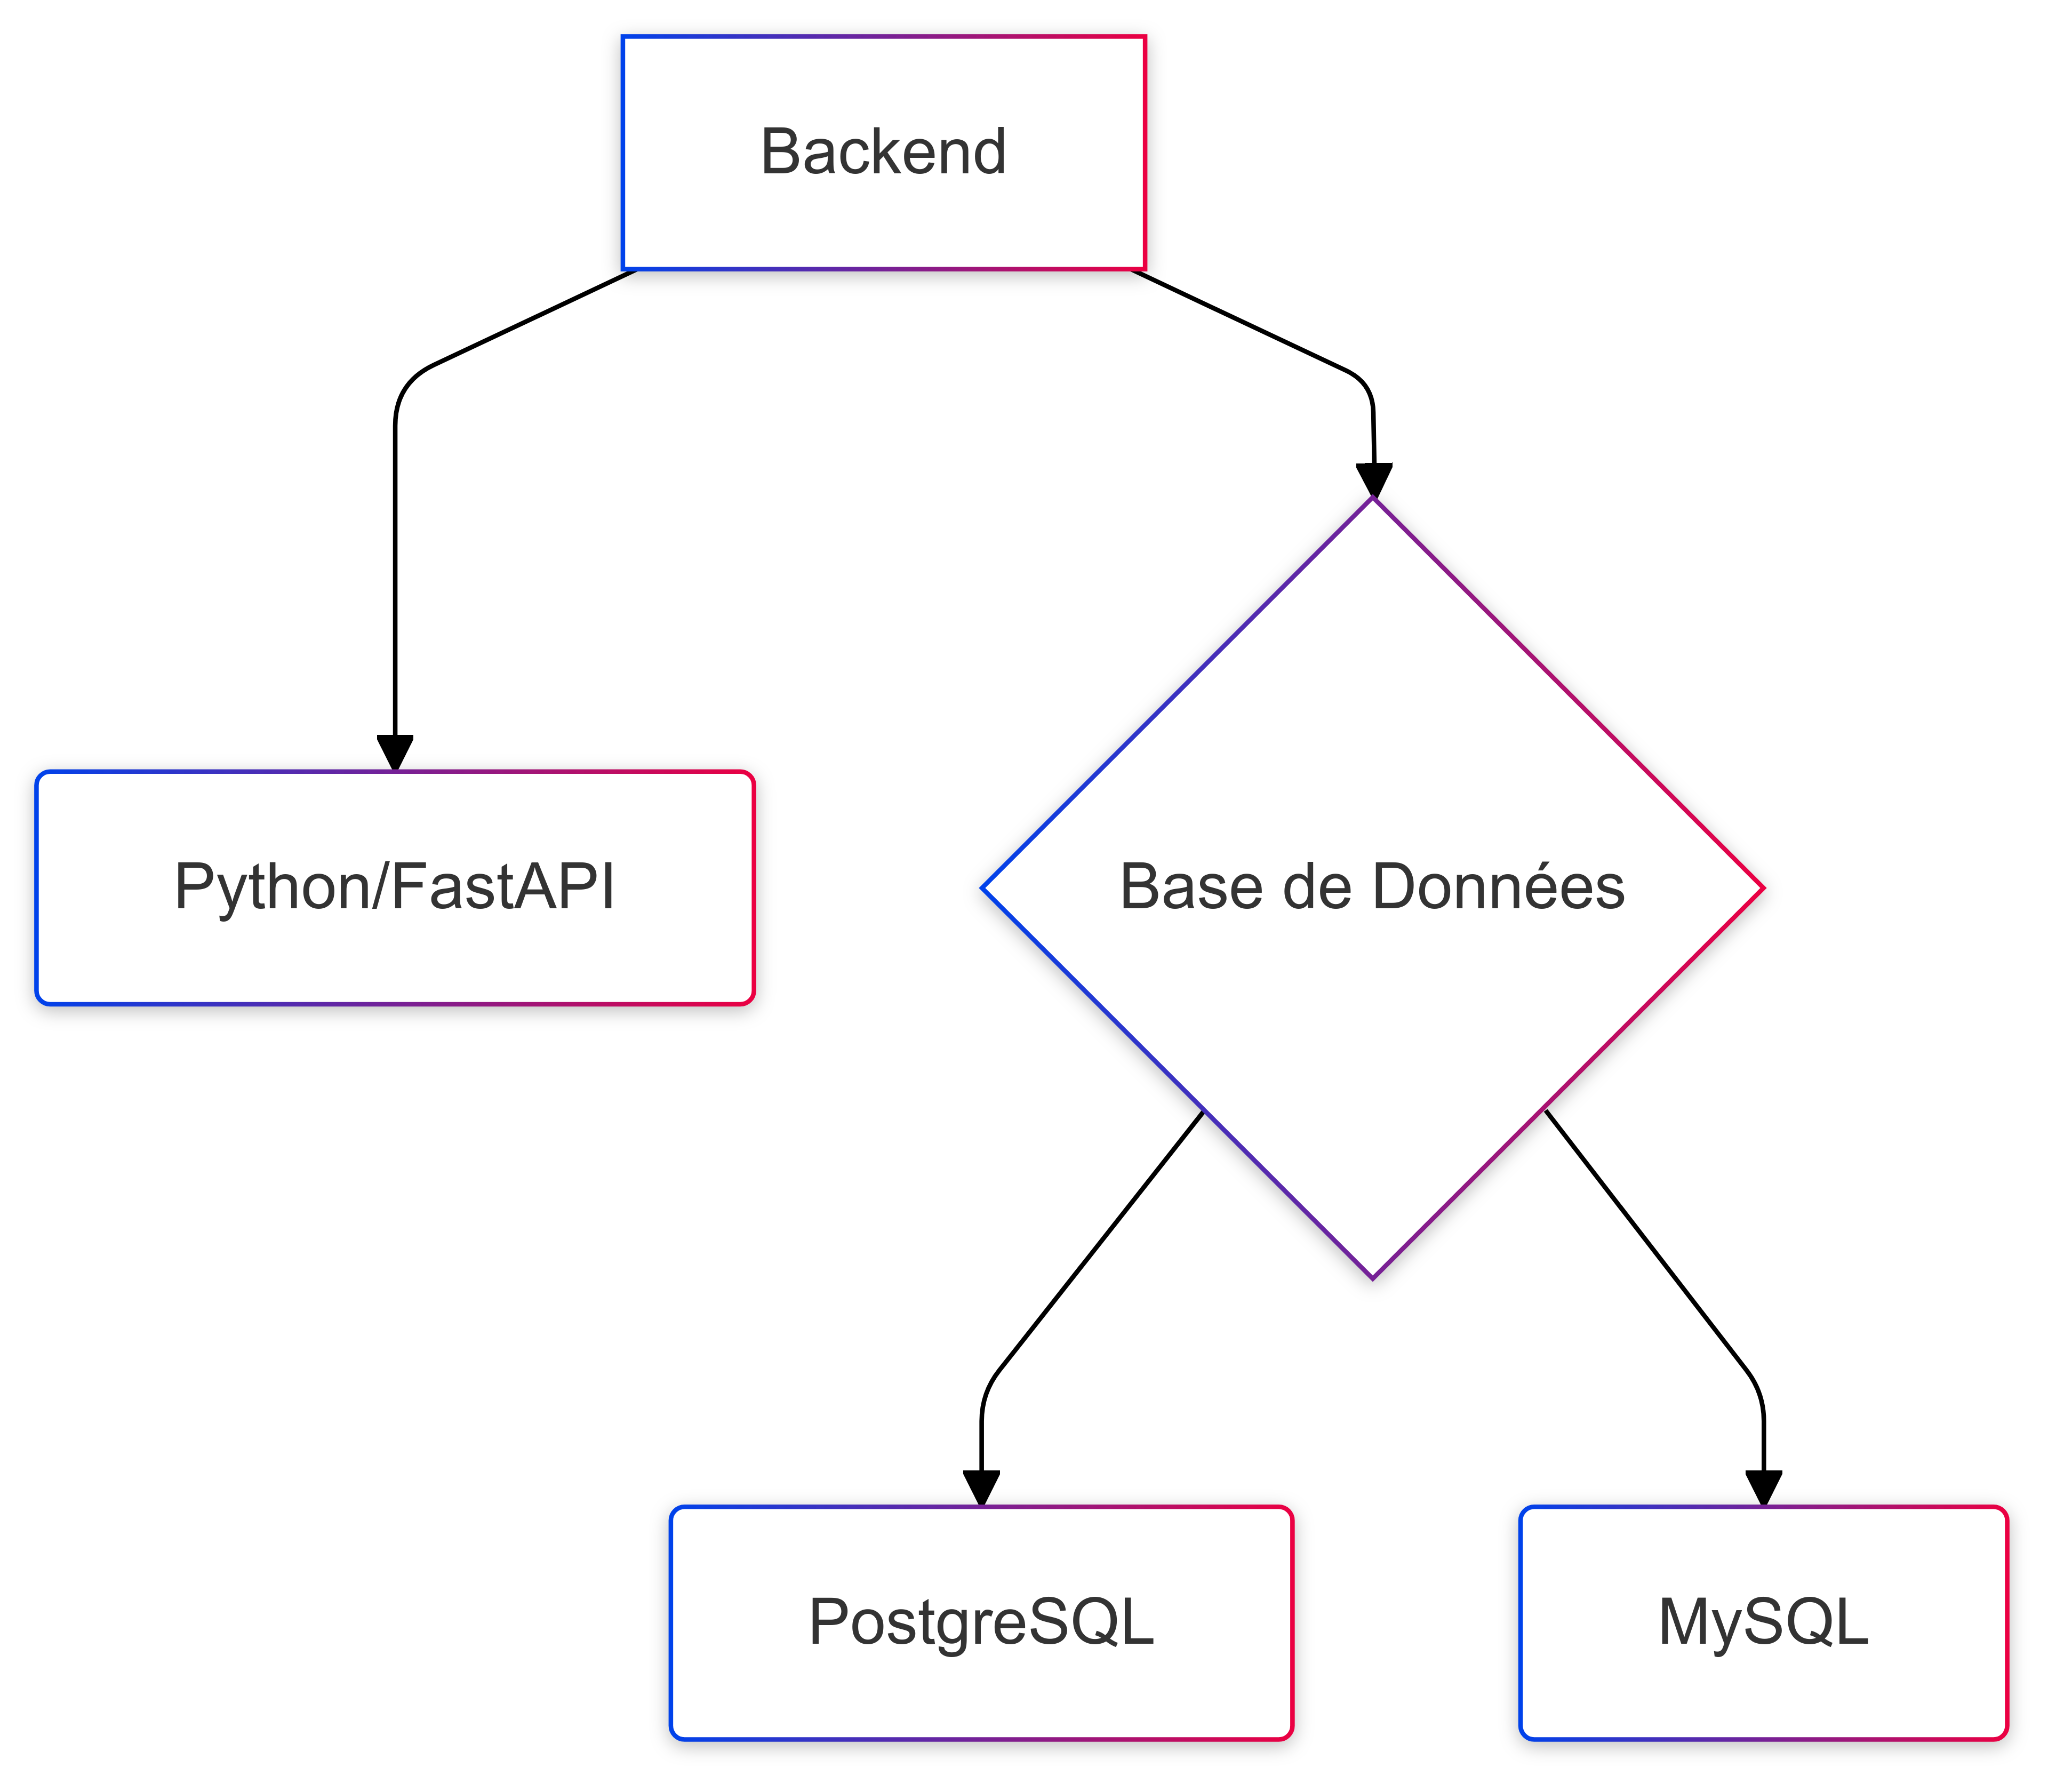 Backend
Python/FastAPI
Base de Données
PostgreSQL
MySQL